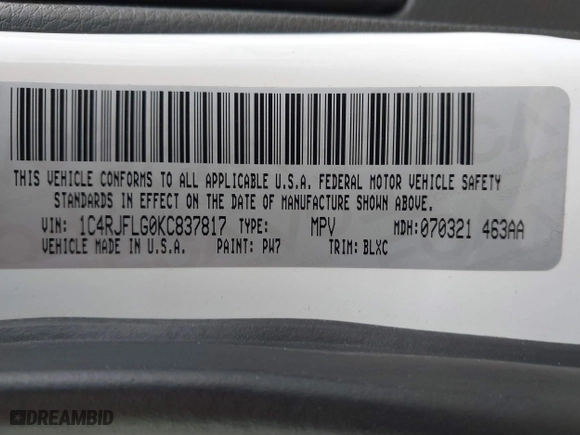 THIS VEHICLE CONFORMS TO ALL APPLICABLE U.S.A. FEDERAL MOTOR VEHICLE SAFETY
STANDARDS IN EFFECT ON THE DATE OF MANUFACTURE SHOWN ABOVE.
VIN: 1C4RJFLG0KC837817 TYPE: MPV MDH: 070321 463AA
VEHICLE MADE IN U.S.A. PAINT: PW7 TRIM: BLXC
DREAMBID